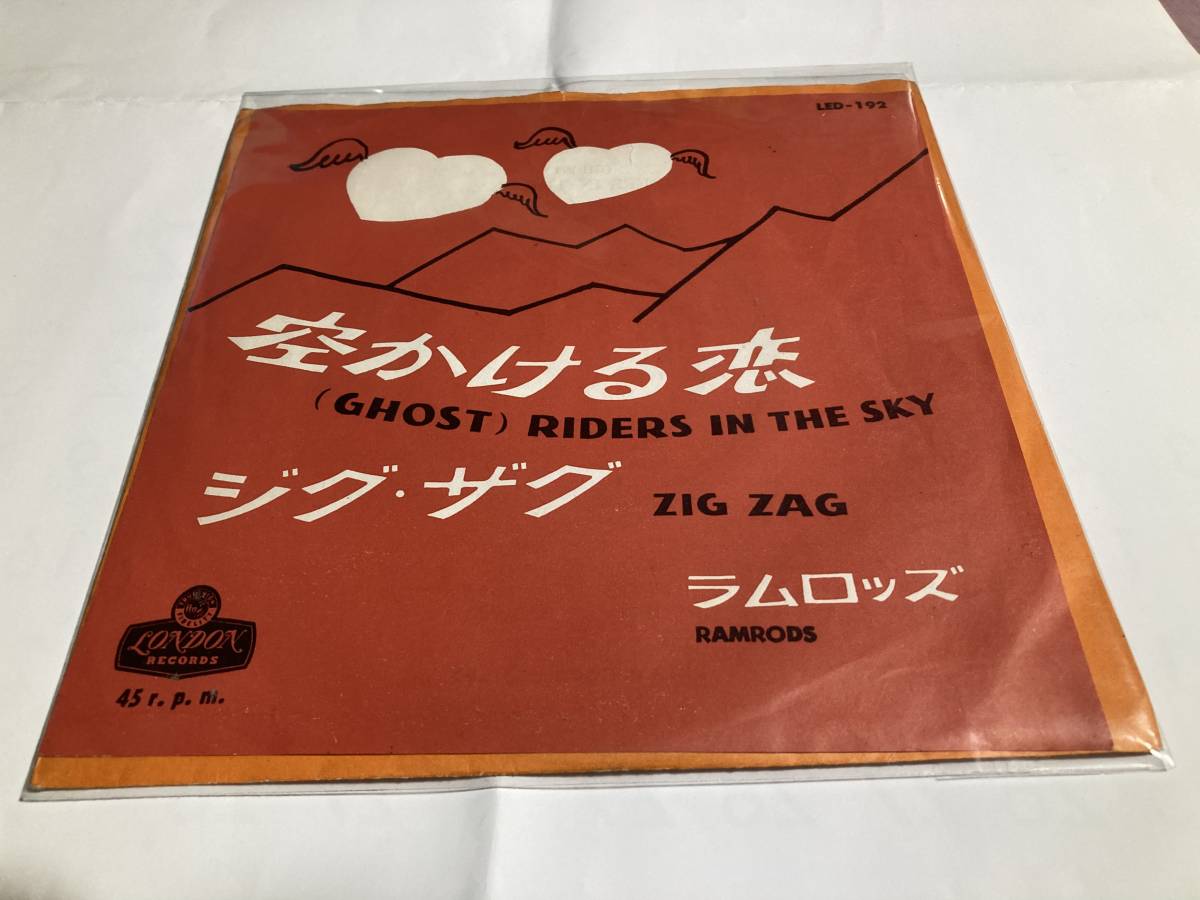 LED-192
空かける恋
(GHOST) RIDERS IN THE SKY
ジグ・ザグ ZIG ZAG
ラムロッズ
RAMRODS
LONDON
RECORDS
45 r. p. m.